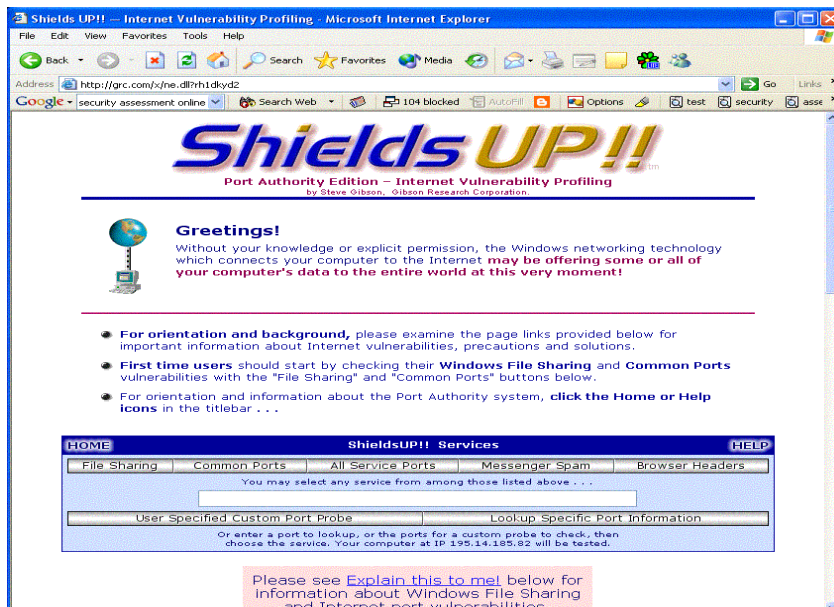 Shields UP!! — Internet Vulnerability Profiling - Microsoft Internet Explorer
File Edit View Favorites Tools Help
Back Search Favorites Media
Address http://grc.com/x/ne.dll?rh1dkyd2 Go Links
Google security assessment online Search Web 104 blocked AutoFill Options test security asse
ShieldsUP!!
tm
Port Authority Edition – Internet Vulnerability Profiling
by Steve Gibson, Gibson Research Corporation.
Greetings!
Without your knowledge or explicit permission, the Windows networking technology
which connects your computer to the Internet may be offering some or all of
your computer's data to the entire world at this very moment!
For orientation and background, please examine the page links provided below for
important information about Internet vulnerabilities, precautions and solutions.
First time users should start by checking their Windows File Sharing and Common Ports
vulnerabilities with the "File Sharing" and "Common Ports" buttons below.
For orientation and information about the Port Authority system, click the Home or Help
icons in the titlebar . . .
HOME ShieldsUP!! Services HELP
File Sharing Common Ports All Service Ports Messenger Spam Browser Headers
You may select any service from among those listed above . . .
User Specified Custom Port Probe Lookup Specific Port Information
Or enter a port to lookup, or the ports for a custom probe to check, then
choose the service. Your computer at IP 195.14.185.82 will be tested.
Please see Explain this to me! below for
information about Windows File Sharing
and Internet port vulnerabilities